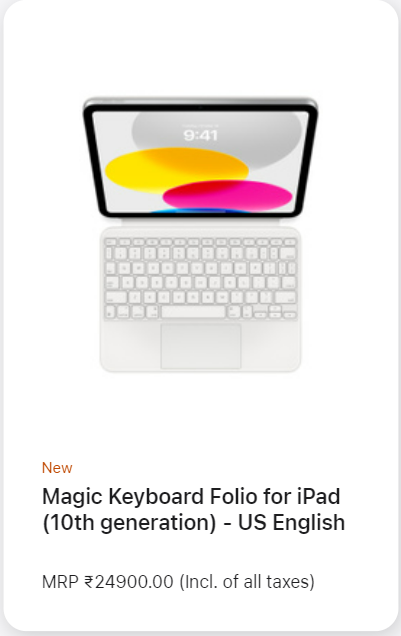 9:41
New
Magic Keyboard Folio for iPad
(10th generation) - US English
MRP ₹24900.00 (Incl. of all taxes)